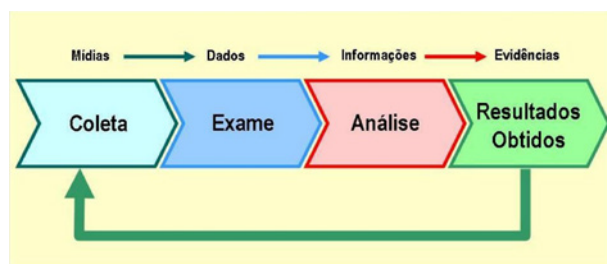 Mídias Dados Informações Evidências
Coleta Exame Análise Resultados
Obtidos